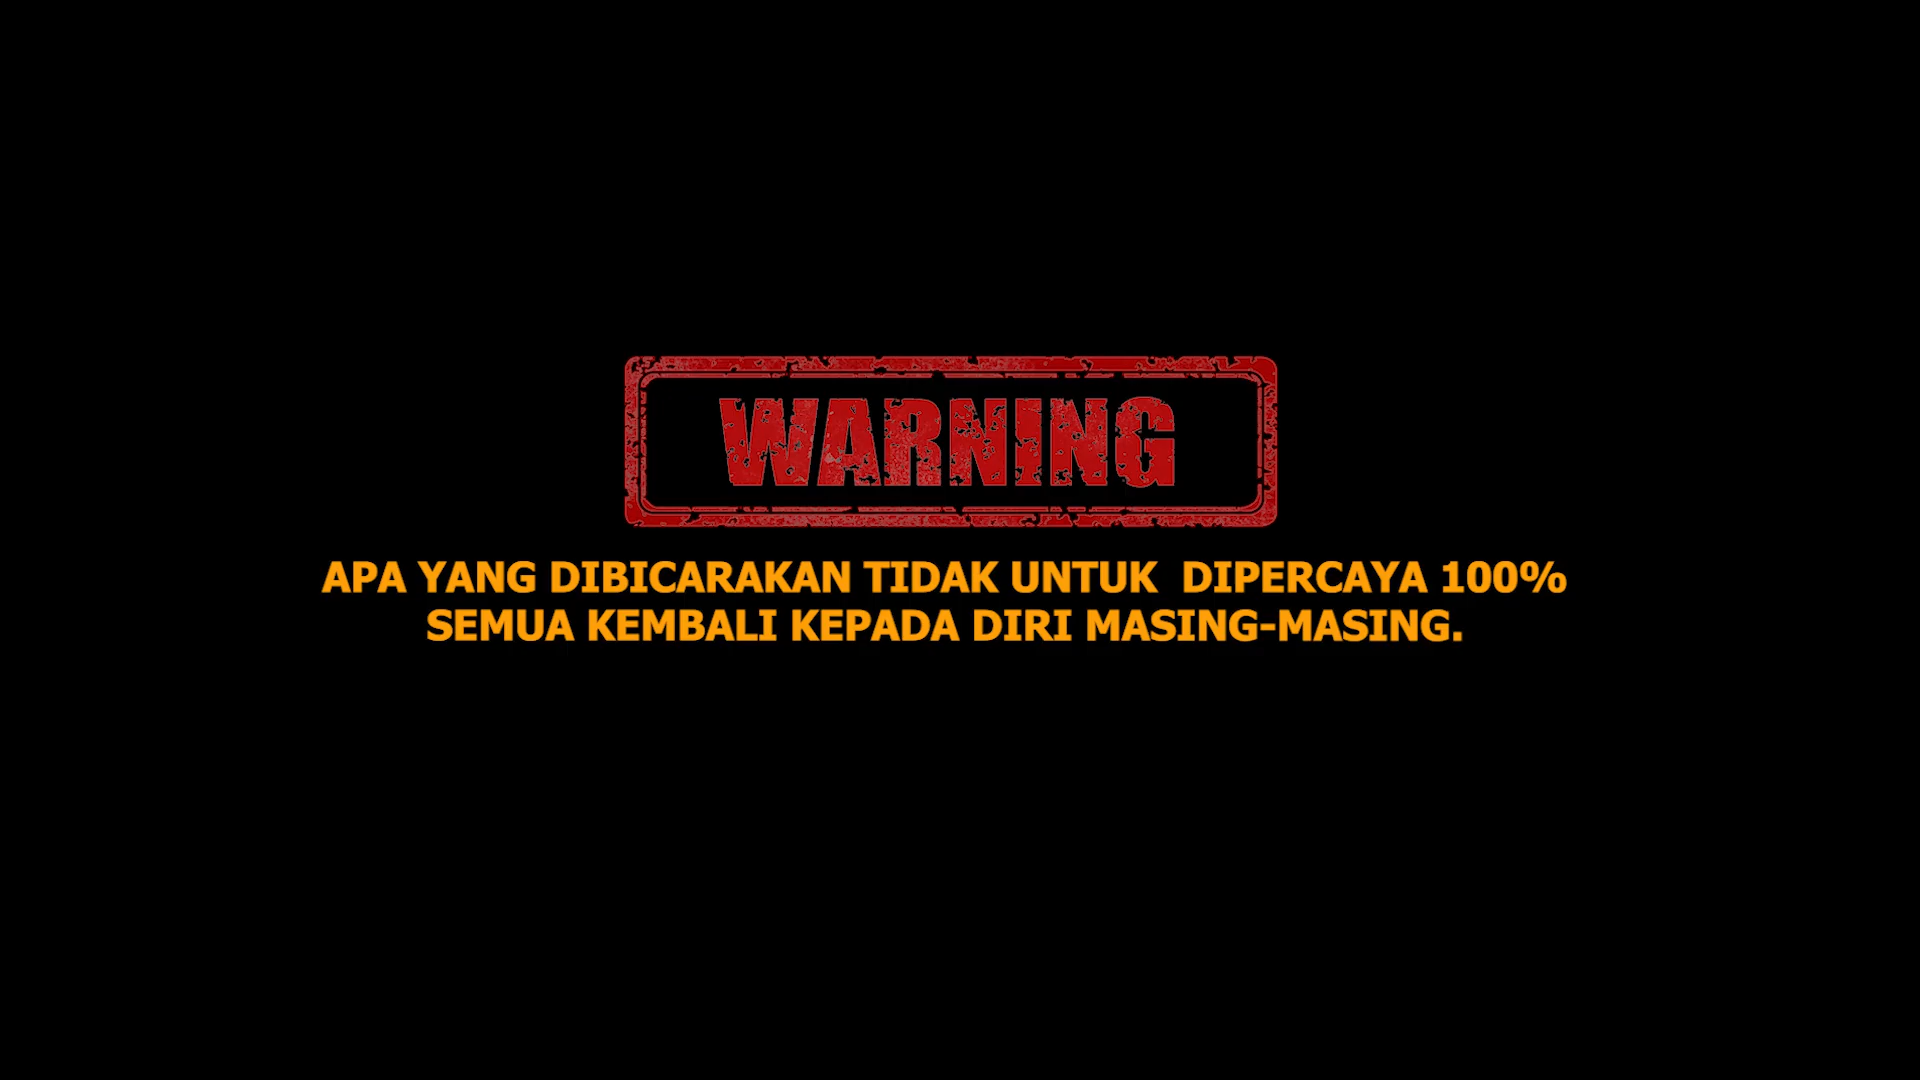 WARNING
APA YANG DIBICARAKAN TIDAK UNTUK DIPERCAYA 100%
SEMUA KEMBALI KEPADA DIRI MASING-MASING.